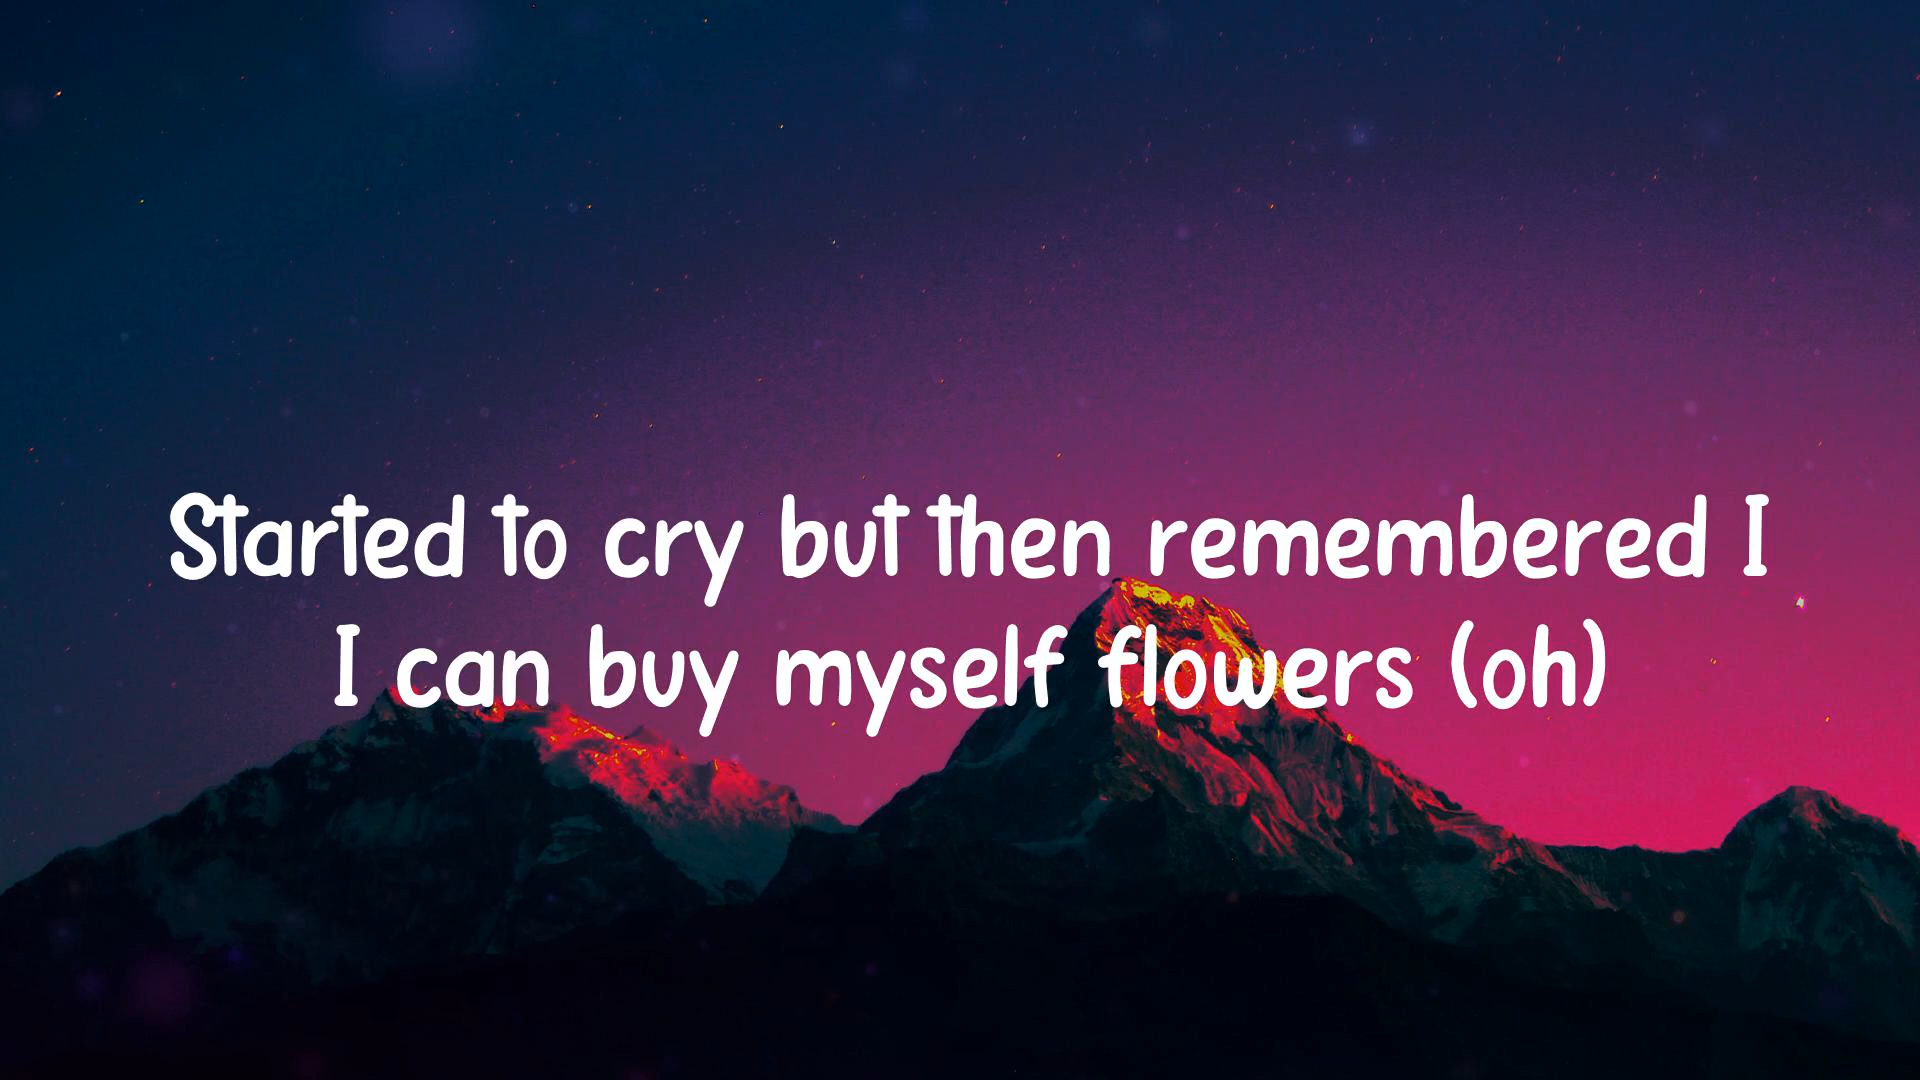 Started to cry but then remembered I
I can buy myself flowers (oh)